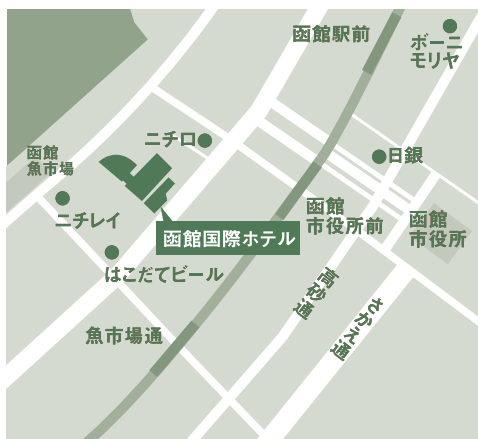 函館駅前
ボーニ
モリヤ
ニチロ
日銀
函館
魚市場
ニチレイ
函館
市役所前
函館
市役所
函館国際ホテル
はこだてビール
高砂通
さかえ通
魚市場通